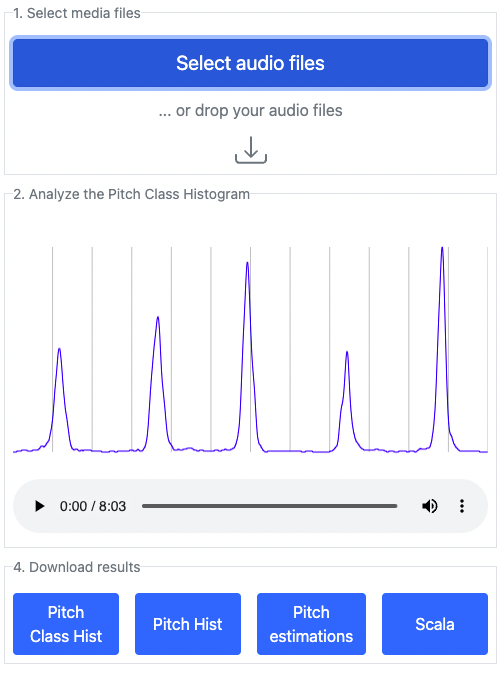 1. Select media files
Select audio files
... or drop your audio files
2. Analyze the Pitch Class Histogram
0:00 / 8:03
4. Download results
Pitch
Class Hist
Pitch Hist
Pitch
estimations
Scala